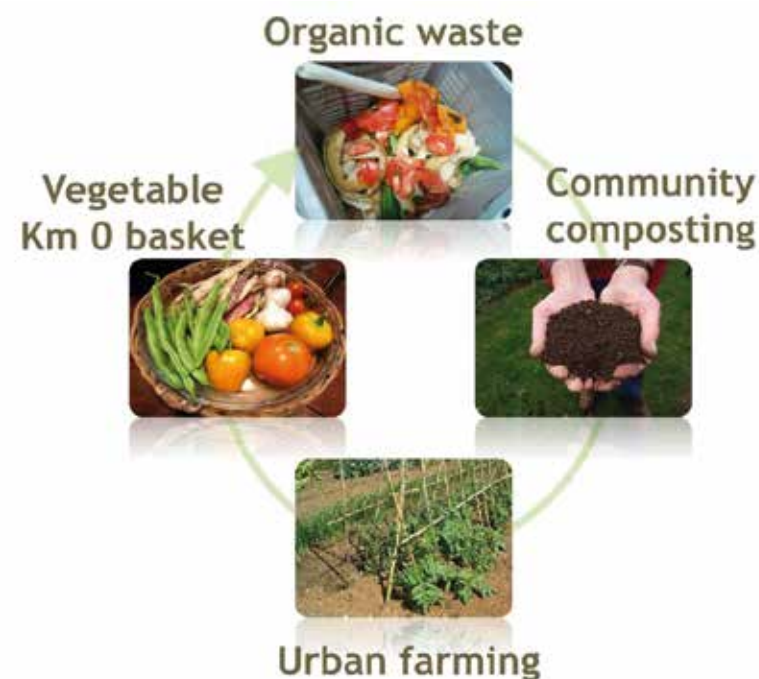 Organic waste
Community
composting
Urban farming
Vegetable
Km 0 basket